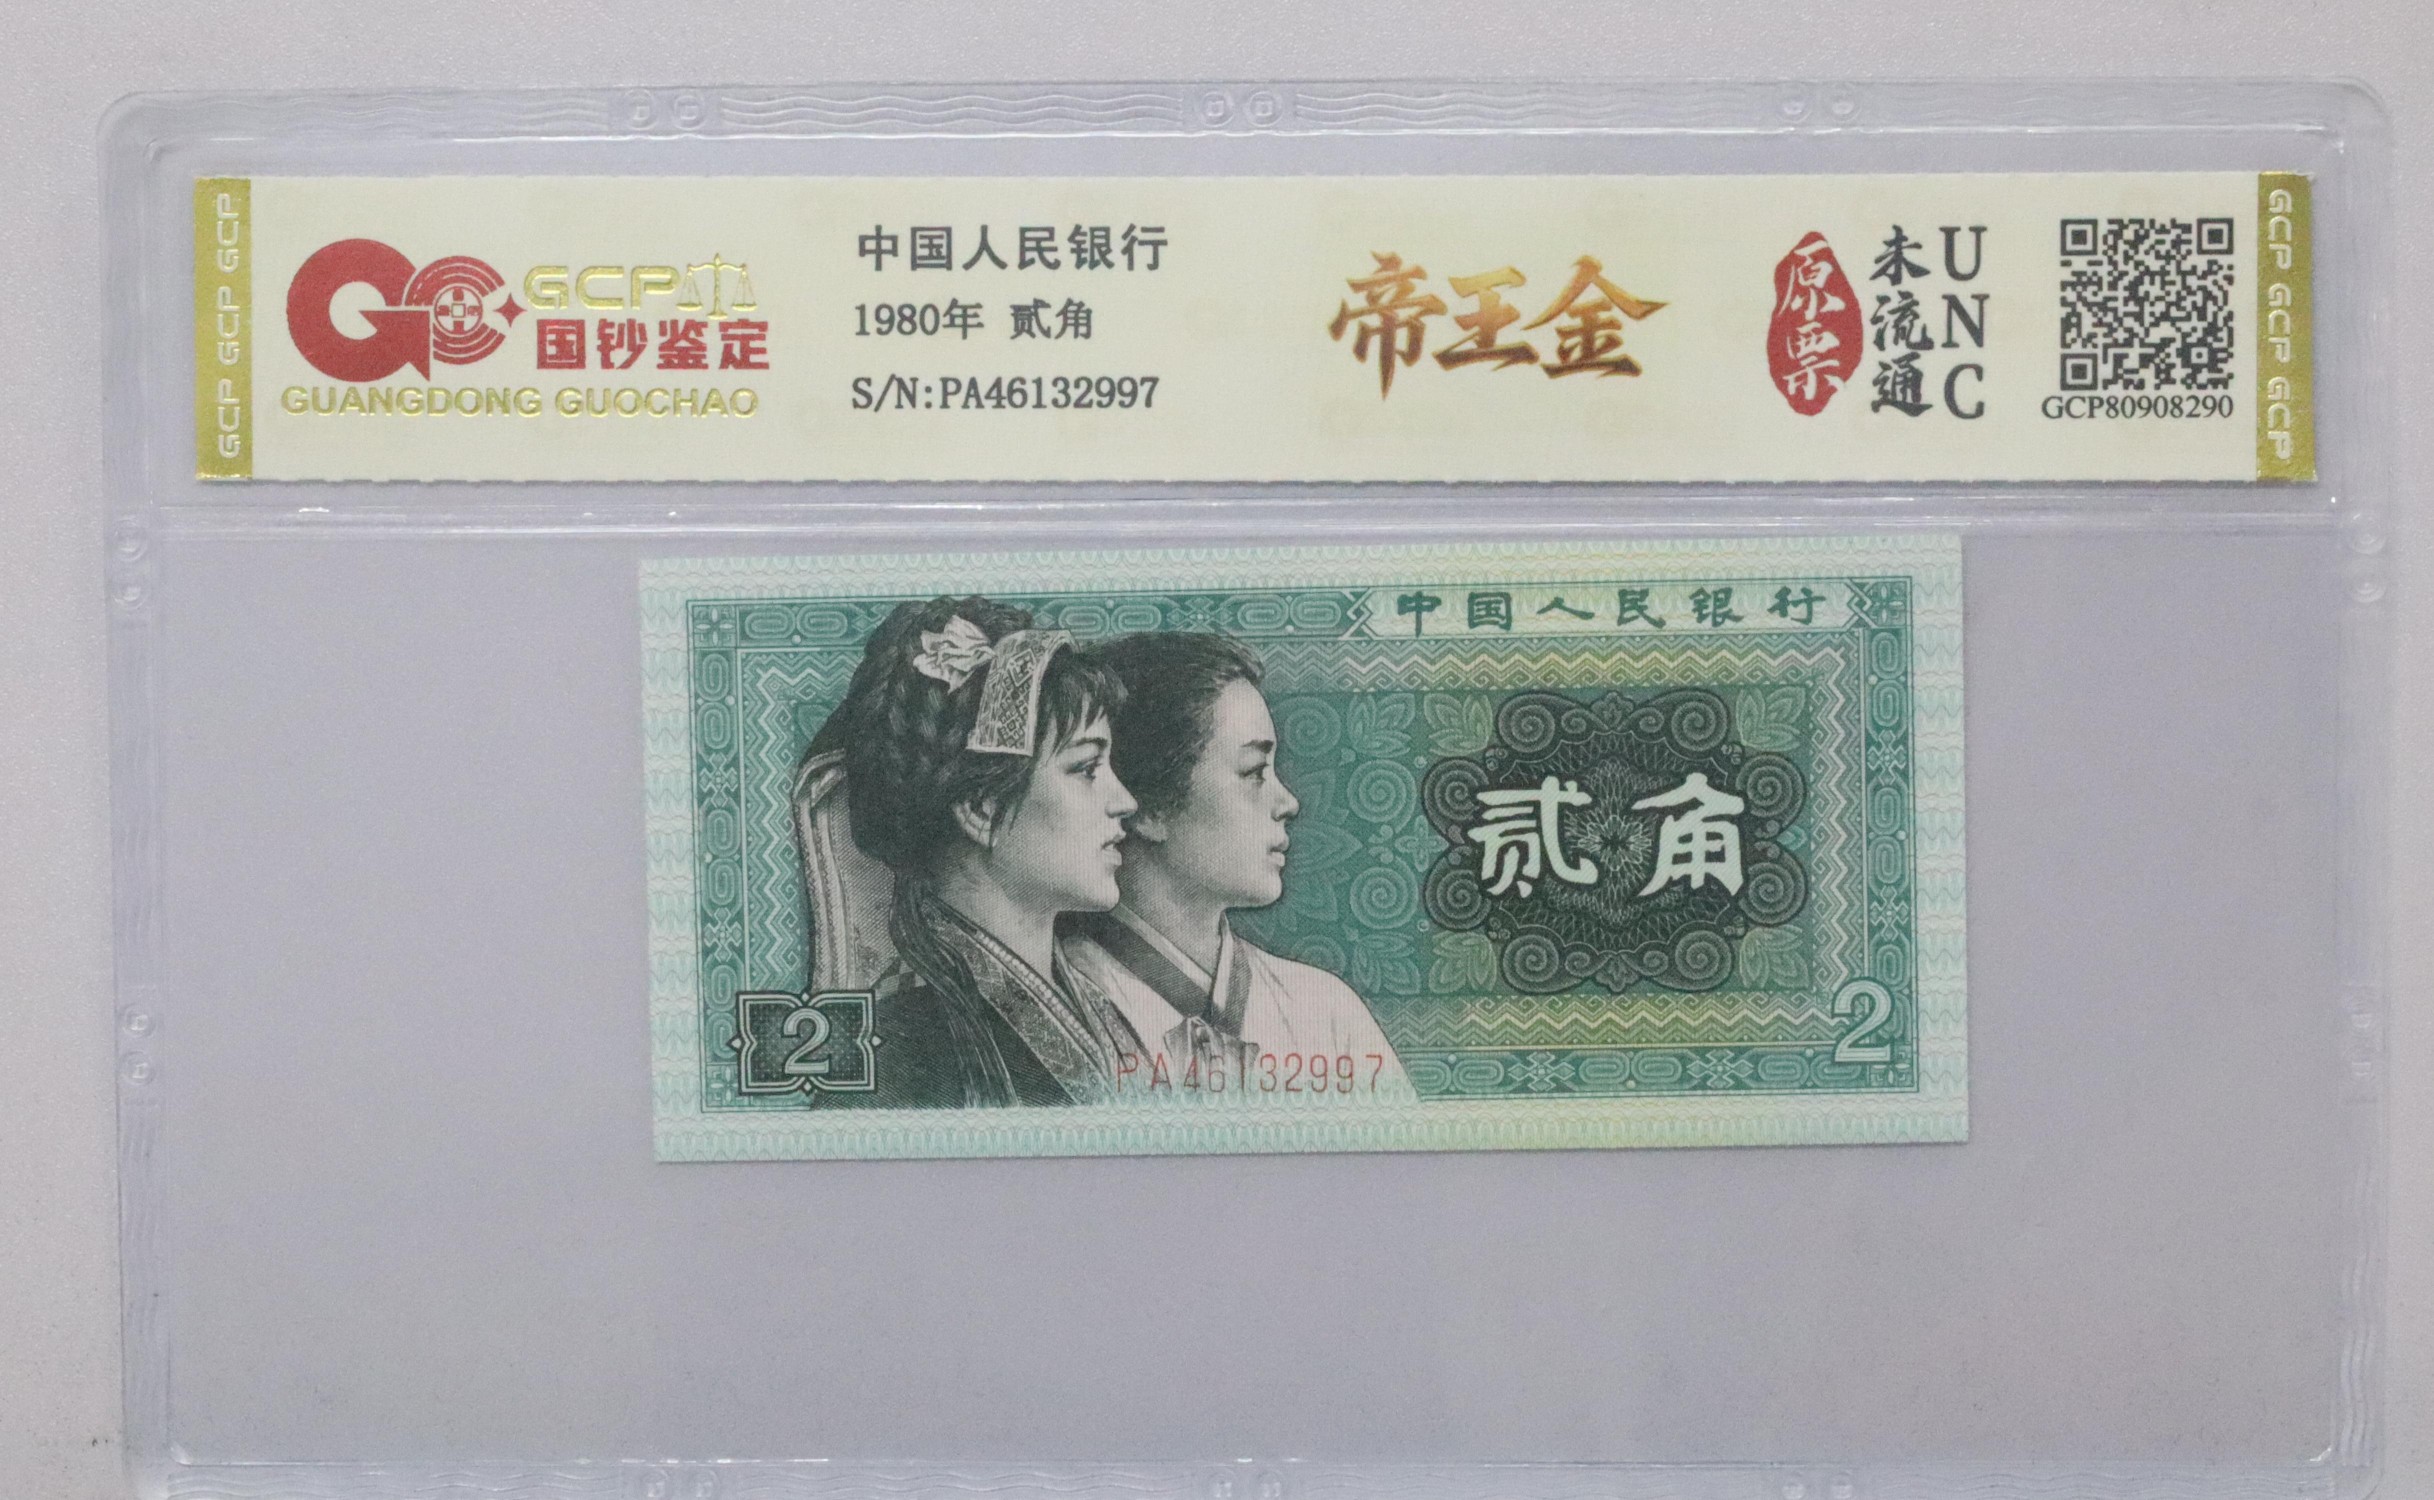 GCP GCP GCP
GCP
国钞鉴定
GUANGDONG GUOCHAO
中国人民银行
1980年 贰角
S/N:PA46132997
帝王金
原票
未流通
UNC
GCP80908290
GCP GCP GCP
中国人民银行
贰角
2
2
PA46132997